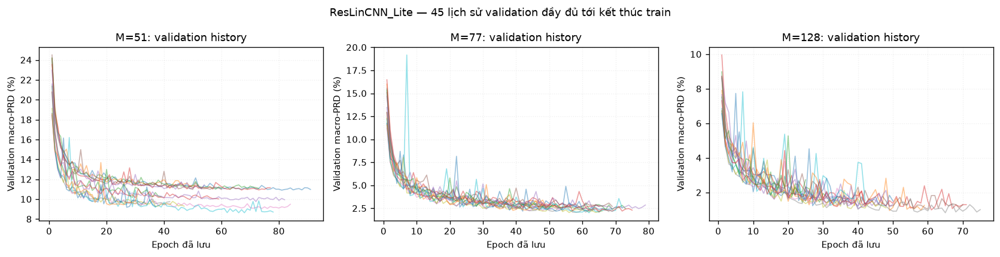 ResLinCNN_Lite — 45 lịch sử validation đầy đủ tới kết thúc train
M=51: validation history
Validation macro-PRD (%)
24
22
20
18
16
14
12
10
8
0 20 40 60 80
Epoch đã lưu
M=77: validation history
Validation macro-PRD (%)
20.0
17.5
15.0
12.5
10.0
7.5
5.0
2.5
0 10 20 30 40 50 60 70 80
Epoch đã lưu
M=128: validation history
Validation macro-PRD (%)
10
8
6
4
2
0 10 20 30 40 50 60 70
Epoch đã lưu